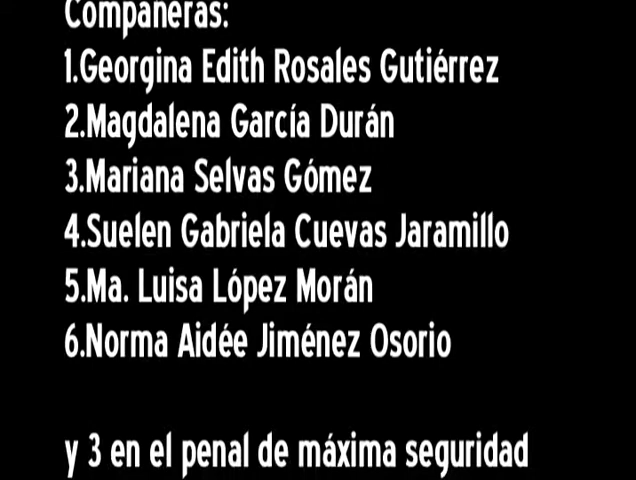 Compañeras:
1.Georgina Edith Rosales Gutiérrez
2.Magdalena García Durán
3.Mariana Selvas Gómez
4.Suelen Gabriela Cuevas Jaramillo
5.Ma. Luisa López Morán
6.Norma Aidée Jiménez Osorio
y 3 en el penal de máxima seguridad